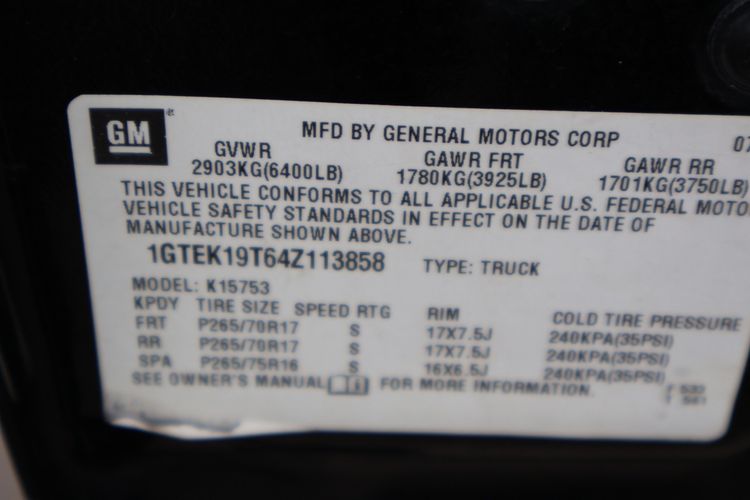 GM
MFD BY GENERAL MOTORS CORP 07
GVWR GAWR FRT GAWR RR
2903KG(6400LB) 1780KG(3925LB) 1701KG(3750LB)
THIS VEHICLE CONFORMS TO ALL APPLICABLE U.S. FEDERAL MOTO
VEHICLE SAFETY STANDARDS IN EFFECT ON THE DATE OF
MANUFACTURE SHOWN ABOVE.
1GTEK19T64Z113858 TYPE: TRUCK
MODEL: K15753
KPDY TIRE SIZE SPEED RTG RIM COLD TIRE PRESSURE
FRT P265/70R17 S 17X7.5J 240KPA(35PSI)
RR P265/70R17 S 17X7.5J 240KPA(35PSI)
SPA P265/75R16 S 16X6.5J 240KPA(35PSI)
SEE OWNER'S MANUAL FOR MORE INFORMATION.